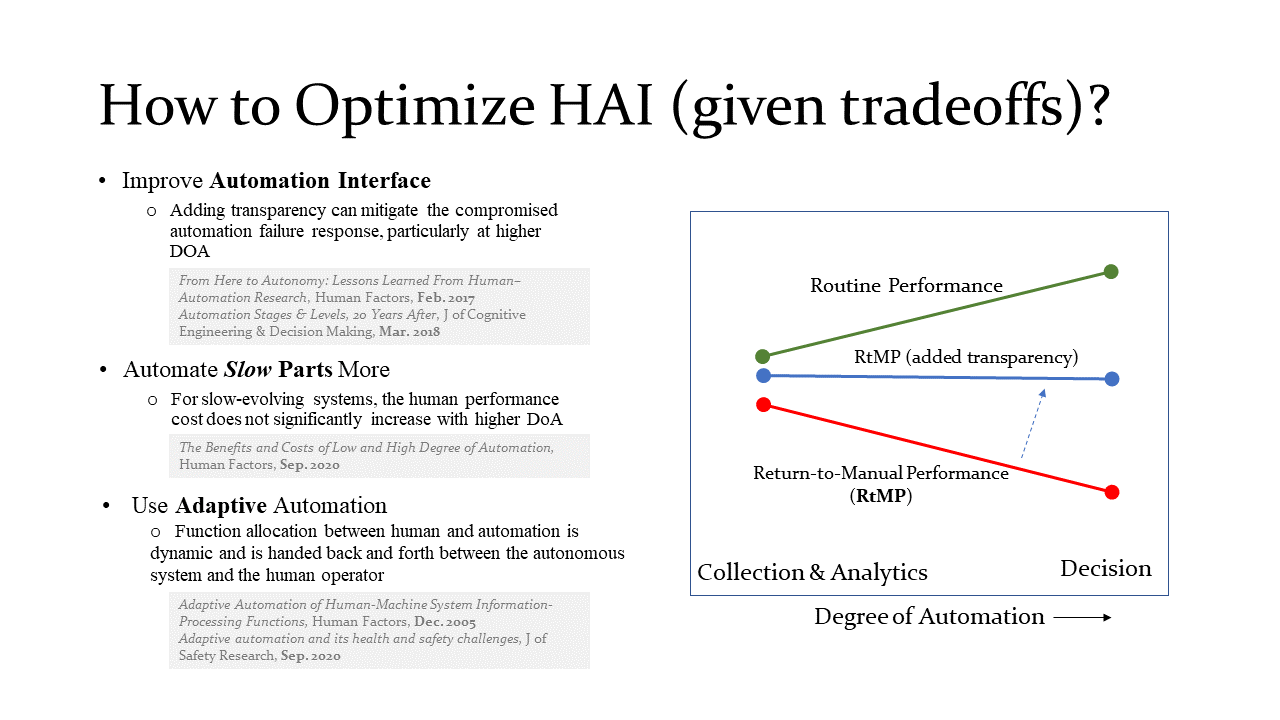 How to Optimize HAI (given tradeoffs)?
• Improve Automation Interface
o Adding transparency can mitigate the compromised
automation failure response, particularly at higher
DOA
From Here to Autonomy: Lessons Learned From Human–
Automation Research, Human Factors, Feb. 2017
Automation Stages & Levels, 20 Years After, J of Cognitive
Engineering & Decision Making, Mar. 2018
• Automate Slow Parts More
o For slow-evolving systems, the human performance
cost does not significantly increase with higher DoA
The Benefits and Costs of Low and High Degree of Automation,
Human Factors, Sep. 2020
• Use Adaptive Automation
o Function allocation between human and automation is
dynamic and is handed back and forth between the autonomous
system and the human operator
Adaptive Automation of Human-Machine System Information-
Processing Functions, Human Factors, Dec. 2005
Adaptive automation and its health and safety challenges, J of
Safety Research, Sep. 2020
Routine Performance
RtMP (added transparency)
Return-to-Manual Performance
(RtMP)
Collection & Analytics
Decision
Degree of Automation